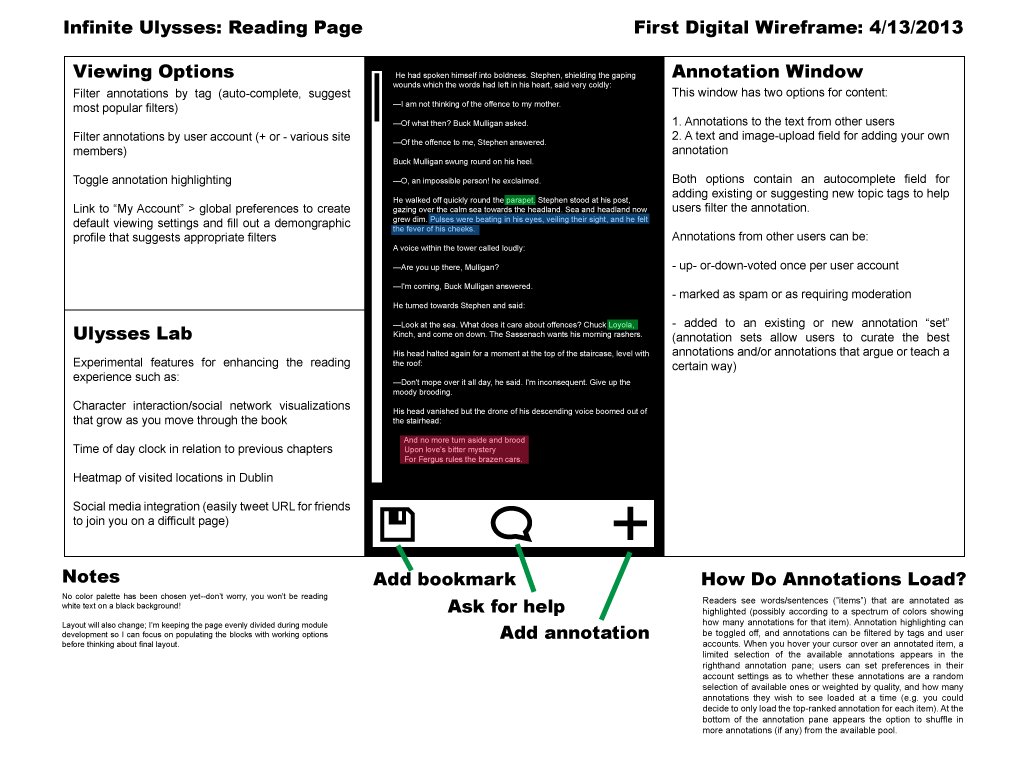 Infinite Ulysses: Reading Page
First Digital Wireframe: 4/13/2013
Viewing Options
Filter annotations by tag (auto-complete, suggest
most popular filters)
Filter annotations by user account (+ or - various site
members)
Toggle annotation highlighting
Link to “My Account” > global preferences to create
default viewing settings and fill out a demongraphic
profile that suggests appropriate filters
Ulysses Lab
Experimental features for enhancing the reading
experience such as:
Character interaction/social network visualizations
that grow as you move through the book
Time of day clock in relation to previous chapters
Heatmap of visited locations in Dublin
Social media integration (easily tweet URL for friends
to join you on a difficult page)
He had spoken himself into boldness. Stephen, shielding the gaping
wounds which the words had left in his heart, said very coldly:
—I am not thinking of the offence to my mother.
—Of what then? Buck Mulligan asked.
—Of the offence to me, Stephen answered.
Buck Mulligan swung round on his heel.
—O, an impossible person! he exclaimed.
He walked off quickly round the parapet. Stephen stood at his post,
gazing over the calm sea towards the headland. Sea and headland now
grew dim. Pulses were beating in his eyes, veiling their sight, and he felt
the fever of his cheeks.
A voice within the tower called loudly:
—Are you up there, Mulligan?
—I'm coming, Buck Mulligan answered.
He turned towards Stephen and said:
—Look at the sea. What does it care about offences? Chuck Loyola,
Kinch, and come on down. The Sassenach wants his morning rashers.
His head halted again for a moment at the top of the staircase, level with
the roof:
—Don't mope over it all day, he said. I'm inconsequent. Give up the
moody brooding.
His head vanished but the drone of his descending voice boomed out of
the stairhead:
And no more turn aside and brood
Upon love's bitter mystery
For Fergus rules the brazen cars.
Annotation Window
This window has two options for content:
1. Annotations to the text from other users
2. A text and image-upload field for adding your own
annotation
Both options contain an autocomplete field for
adding existing or suggesting new topic tags to help
users filter the annotation.
Annotations from other users can be:
- up- or-down-voted once per user account
- marked as spam or as requiring moderation
- added to an existing or new annotation “set”
(annotation sets allow users to curate the best
annotations and/or annotations that argue or teach a
certain way)
Add bookmark
Ask for help
Add annotation
Notes
No color palette has been chosen yet--don't worry, you won't be reading
white text on a black background!
Layout will also change; I'm keeping the page evenly divided during module
development so I can focus on populating the blocks with working options
before thinking about final layout.
How Do Annotations Load?
Readers see words/sentences ("items") that are annotated as
highlighted (possibly according to a spectrum of colors showing
how many annotations for that item). Annotation highlighting can
be toggled off, and annotations can be filtered by tags and user
accounts. When you hover your cursor over an annotated item, a
limited selection of the available annotations appears in the
righthand annotation pane; users can set preferences in their
account settings as to whether these annotations are a random
selection of available ones or weighted by quality, and how many
annotations they wish to see loaded at a time (e.g. you could
decide to only load the top-ranked annotation for each item). At the
bottom of the annotation pane appears the option to shuffle in
more annotations (if any) from the available pool.